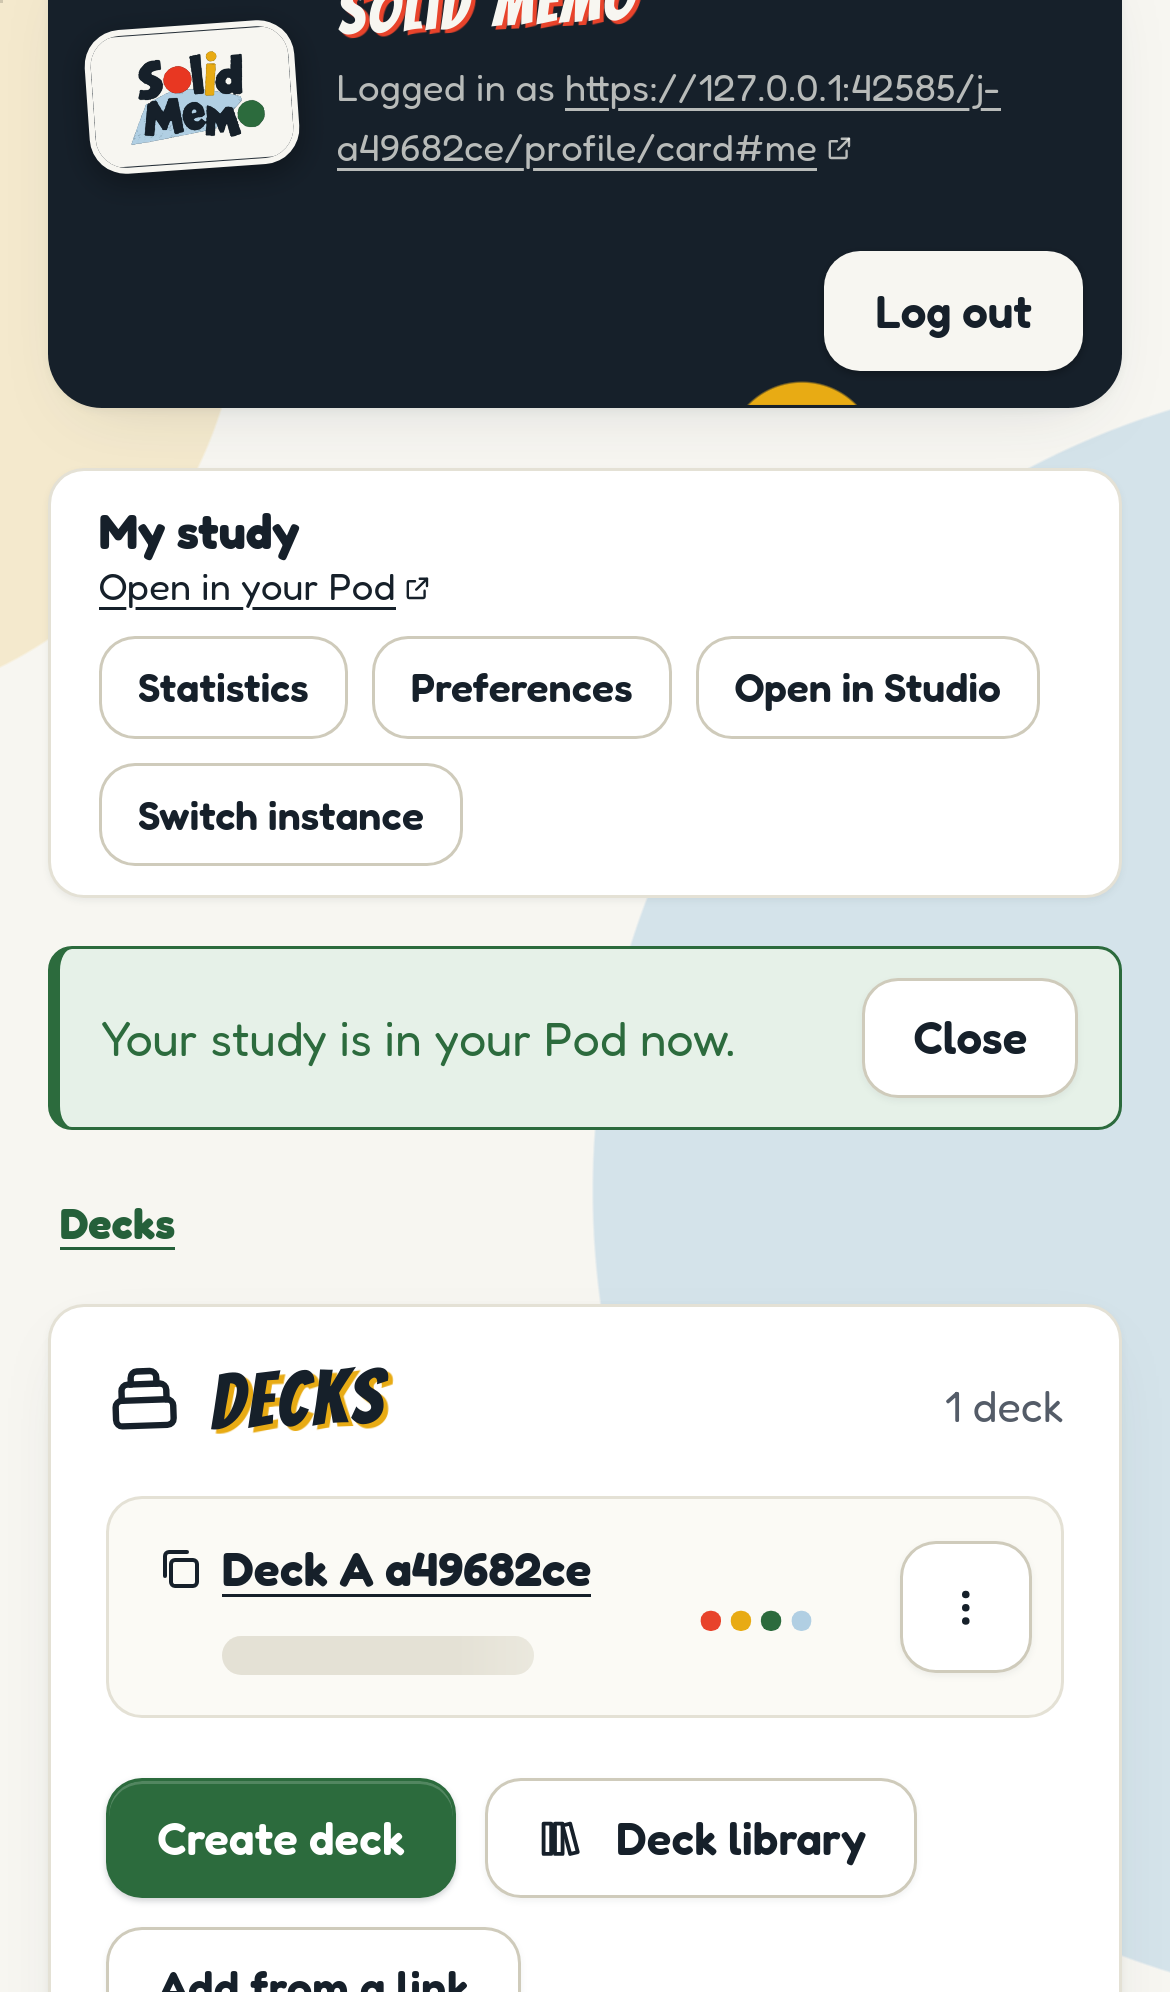 SOLID MEMO
Solid
Memo
Logged in as https://127.0.0.1:42585/j-
a49682ce/profile/card#me
Log out
My study
Open in your Pod
Statistics
Preferences
Open in Studio
Switch instance
Your study is in your Pod now.
Close
Decks
DECKS
1 deck
Deck A a49682ce
Create deck
Deck library
Add from a link